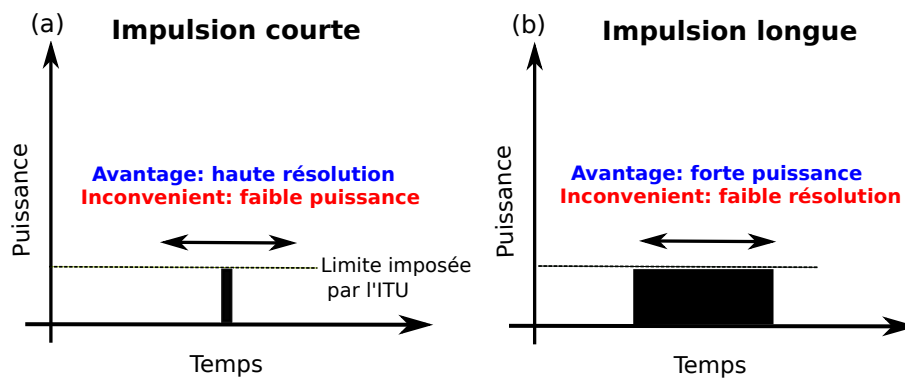 (a)
Impulsion courte
Puissance
Avantage: haute résolution
Inconvenient: faible puissance
Limite imposée
par l'ITU
Temps
(b)
Impulsion longue
Puissance
Avantage: forte puissance
Inconvenient: faible résolution
Temps